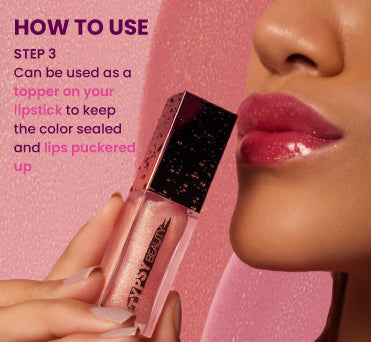 HOW TO USE
STEP 3
Can be used as a
topper on your
lipstick to keep
the color sealed
and lips puckered
up
TYPSY BEAUTY